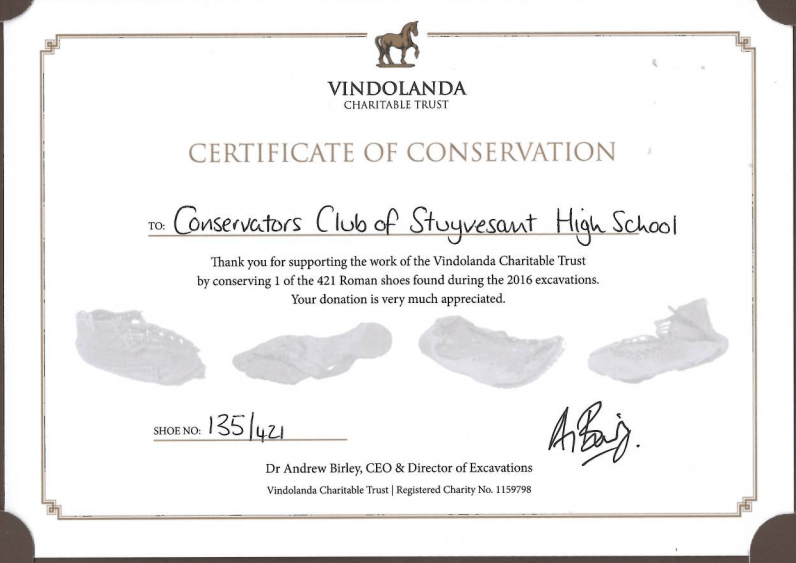 VINDOLANDA
CHARITABLE TRUST
CERTIFICATE OF CONSERVATION
TO: Conservators Club of Stuyvesant High School
Thank you for supporting the work of the Vindolanda Charitable Trust
by conserving 1 of the 421 Roman shoes found during the 2016 excavations.
Your donation is very much appreciated.
SHOE NO: 135/421
Dr Andrew Birley, CEO & Director of Excavations
Vindolanda Charitable Trust | Registered Charity No. 1159798